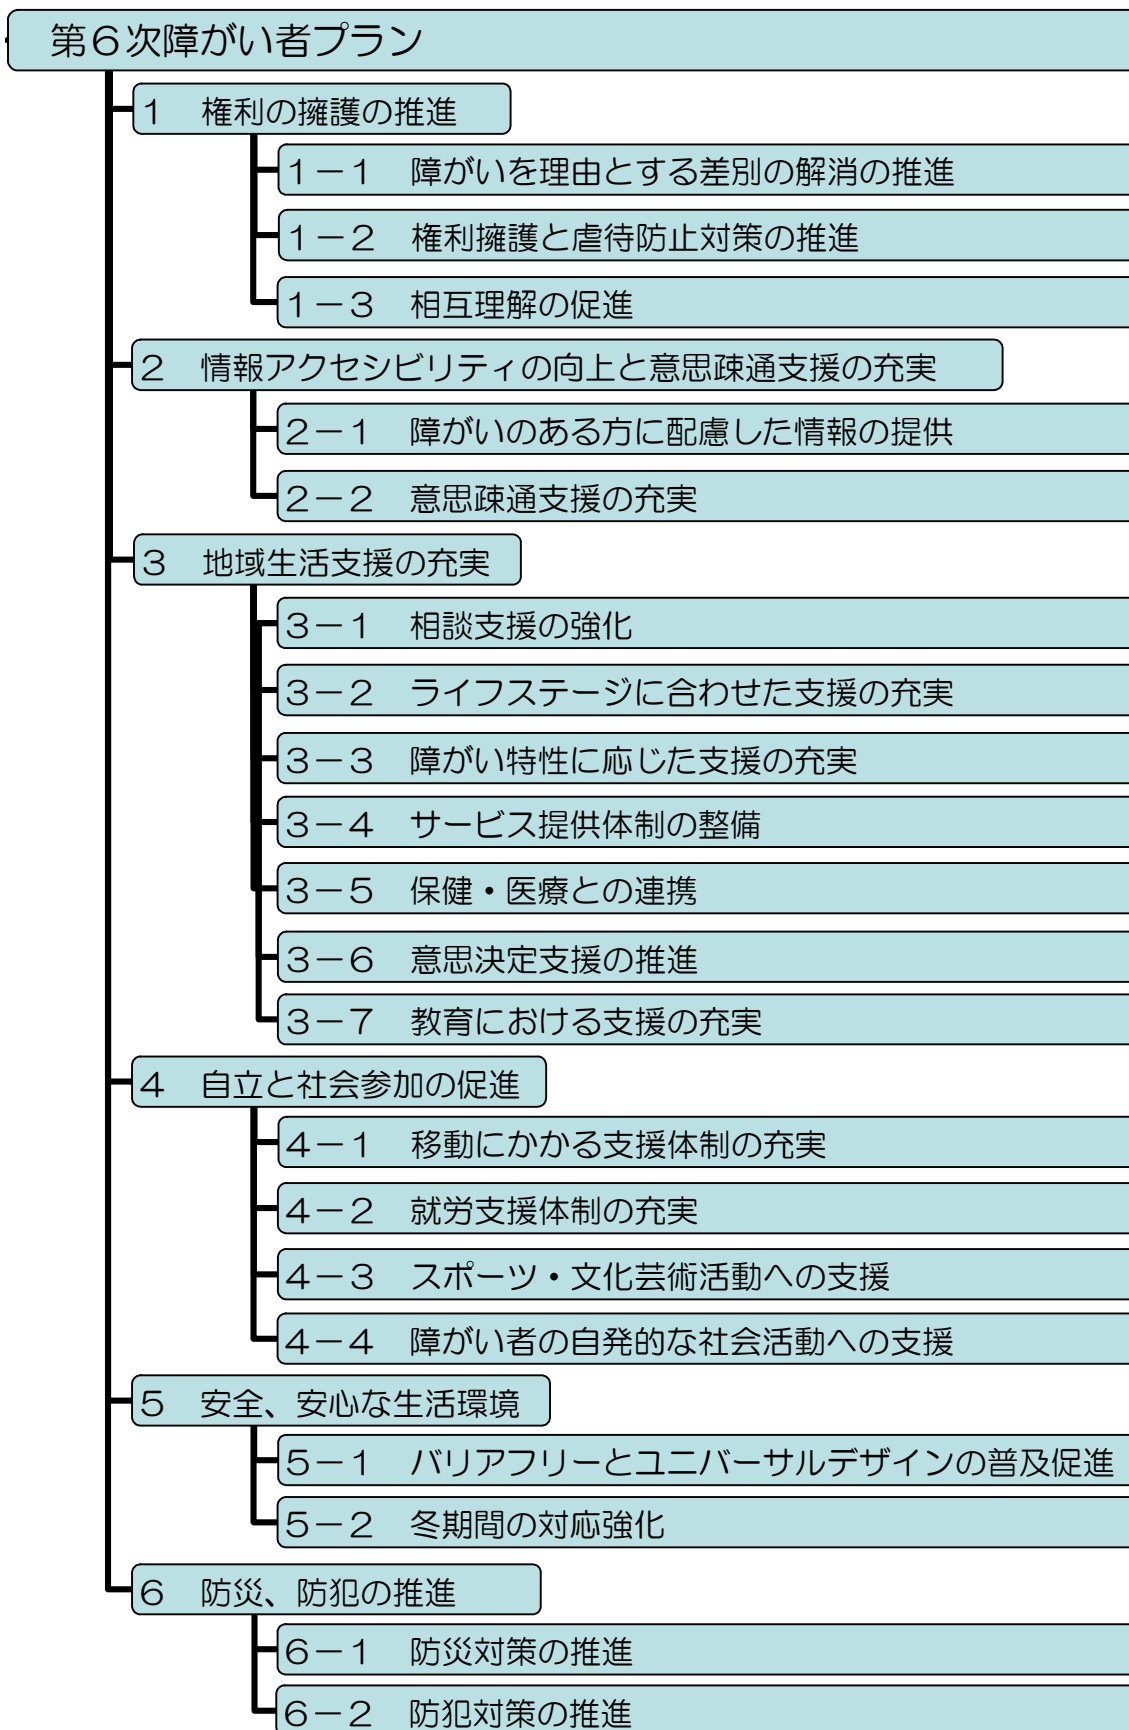 第６次障がい者プラン
１　権利の擁護の推進
１－１　障がいを理由とする差別の解消の推進
１－２　権利擁護と虐待防止対策の推進
１－３　相互理解の促進
２　情報アクセシビリティの向上と意思疎通支援の充実
２－１　障がいのある方に配慮した情報の提供
２－２　意思疎通支援の充実
３　地域生活支援の充実
３－１　相談支援の強化
３－２　ライフステージに合わせた支援の充実
３－３　障がい特性に応じた支援の充実
３－４　サービス提供体制の整備
３－５　保健・医療との連携
３－６　意思決定支援の推進
３－７　教育における支援の充実
４　自立と社会参加の促進
４－１　移動にかかる支援体制の充実
４－２　就労支援体制の充実
４－３　スポーツ・文化芸術活動への支援
４－４　障がい者の自発的な社会活動への支援
５　安全、安心な生活環境
５－１　バリアフリーとユニバーサルデザインの普及促進
５－２　冬期間の対応強化
６　防災、防犯の推進
６－１　防災対策の推進
６－２　防犯対策の推進